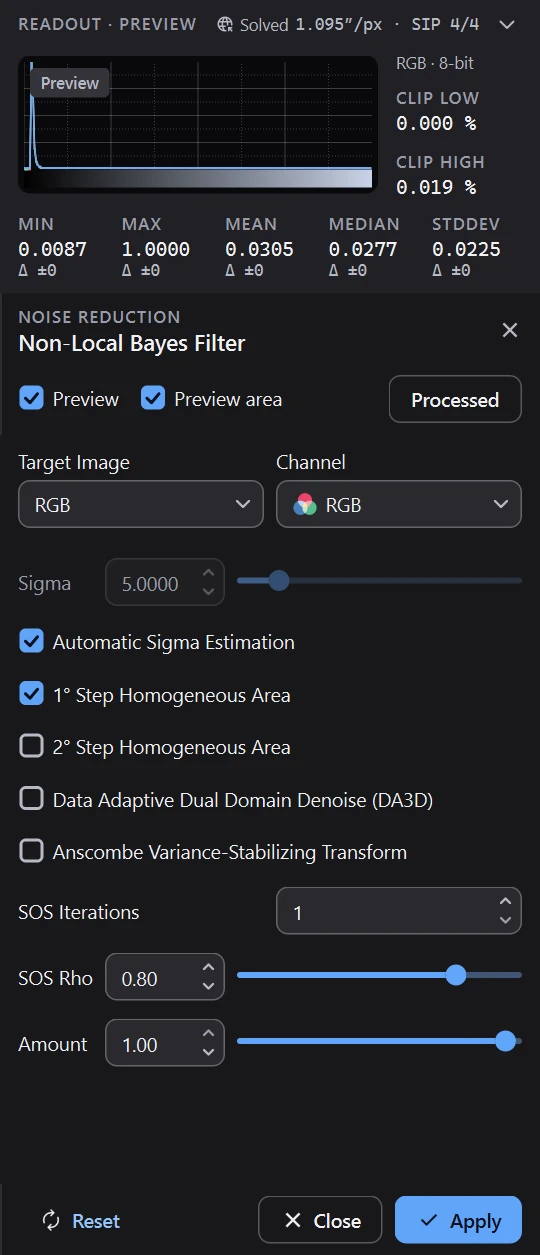 READOUT · PREVIEW Solved 1.095″/px · SIP 4/4
Preview
RGB · 8-bit
CLIP LOW
0.000 %
CLIP HIGH
0.019 %
MIN MAX MEAN MEDIAN STDDEV
0.0087 1.0000 0.0305 0.0277 0.0225
Δ ±0 Δ ±0 Δ ±0 Δ ±0 Δ ±0
NOISE REDUCTION
Non-Local Bayes Filter
Preview Preview area Processed
Target Image Channel
RGB RGB
Sigma 5.0000
Automatic Sigma Estimation
1° Step Homogeneous Area
2° Step Homogeneous Area
Data Adaptive Dual Domain Denoise (DA3D)
Anscombe Variance-Stabilizing Transform
SOS Iterations 1
SOS Rho 0.80
Amount 1.00
Reset Close Apply